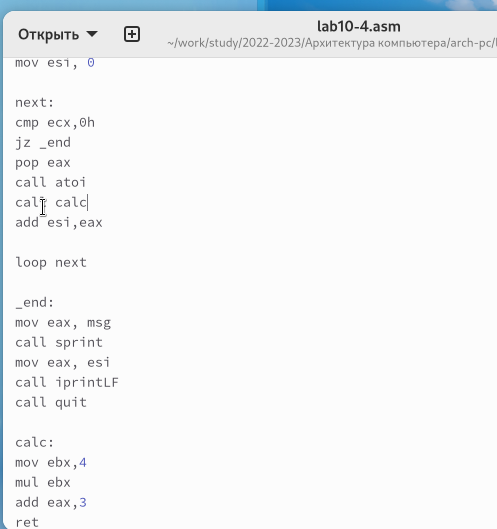 Открыть
lab10-4.asm
~/work/study/2022-2023/Архитектура компьютера/arch-pc/
mov esi, 0
next:
cmp ecx,0h
jz _end
pop eax
call atoi
call calc
add esi,eax
loop next
_end:
mov eax, msg
call sprint
mov eax, esi
call iprintLF
call quit
calc:
mov ebx,4
mul ebx
add eax,3
ret